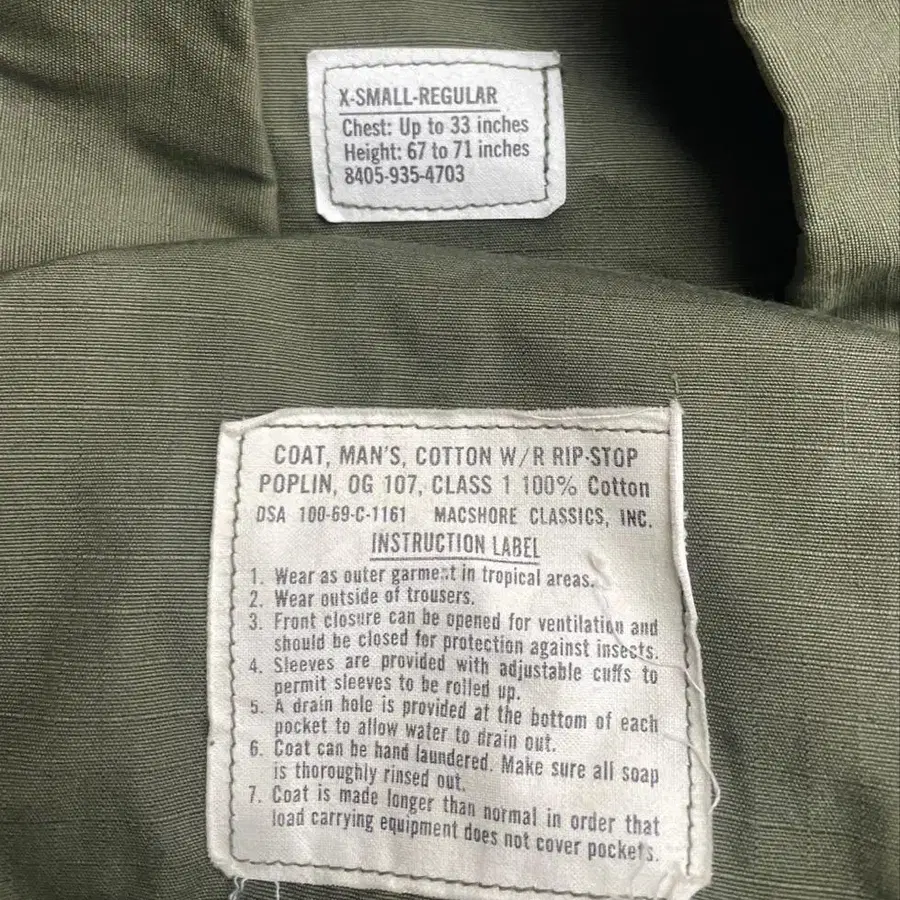 X-SMALL-REGULAR
Chest: Up to 33 inches
Height: 67 to 71 inches
8405-935-4703
COAT, MAN'S, COTTON W/R RIP-STOP
POPLIN, OG 107, CLASS 1 100% Cotton
DSA 100-69-C-1161 MACSHORE CLASSICS, INC.
INSTRUCTION LABEL
1. Wear as outer garment in tropical areas.
2. Wear outside of trousers.
3. Front closure can be opened for ventilation and
should be closed for protection against insects.
4. Sleeves are provided with adjustable cuffs to
permit sleeves to be rolled up.
5. A drain hole is provided at the bottom of each
pocket to allow water to drain out.
6. Coat can be hand laundered. Make sure all soap
is thoroughly rinsed out.
7. Coat is made longer than normal in order that
load carrying equipment does not cover pockets.